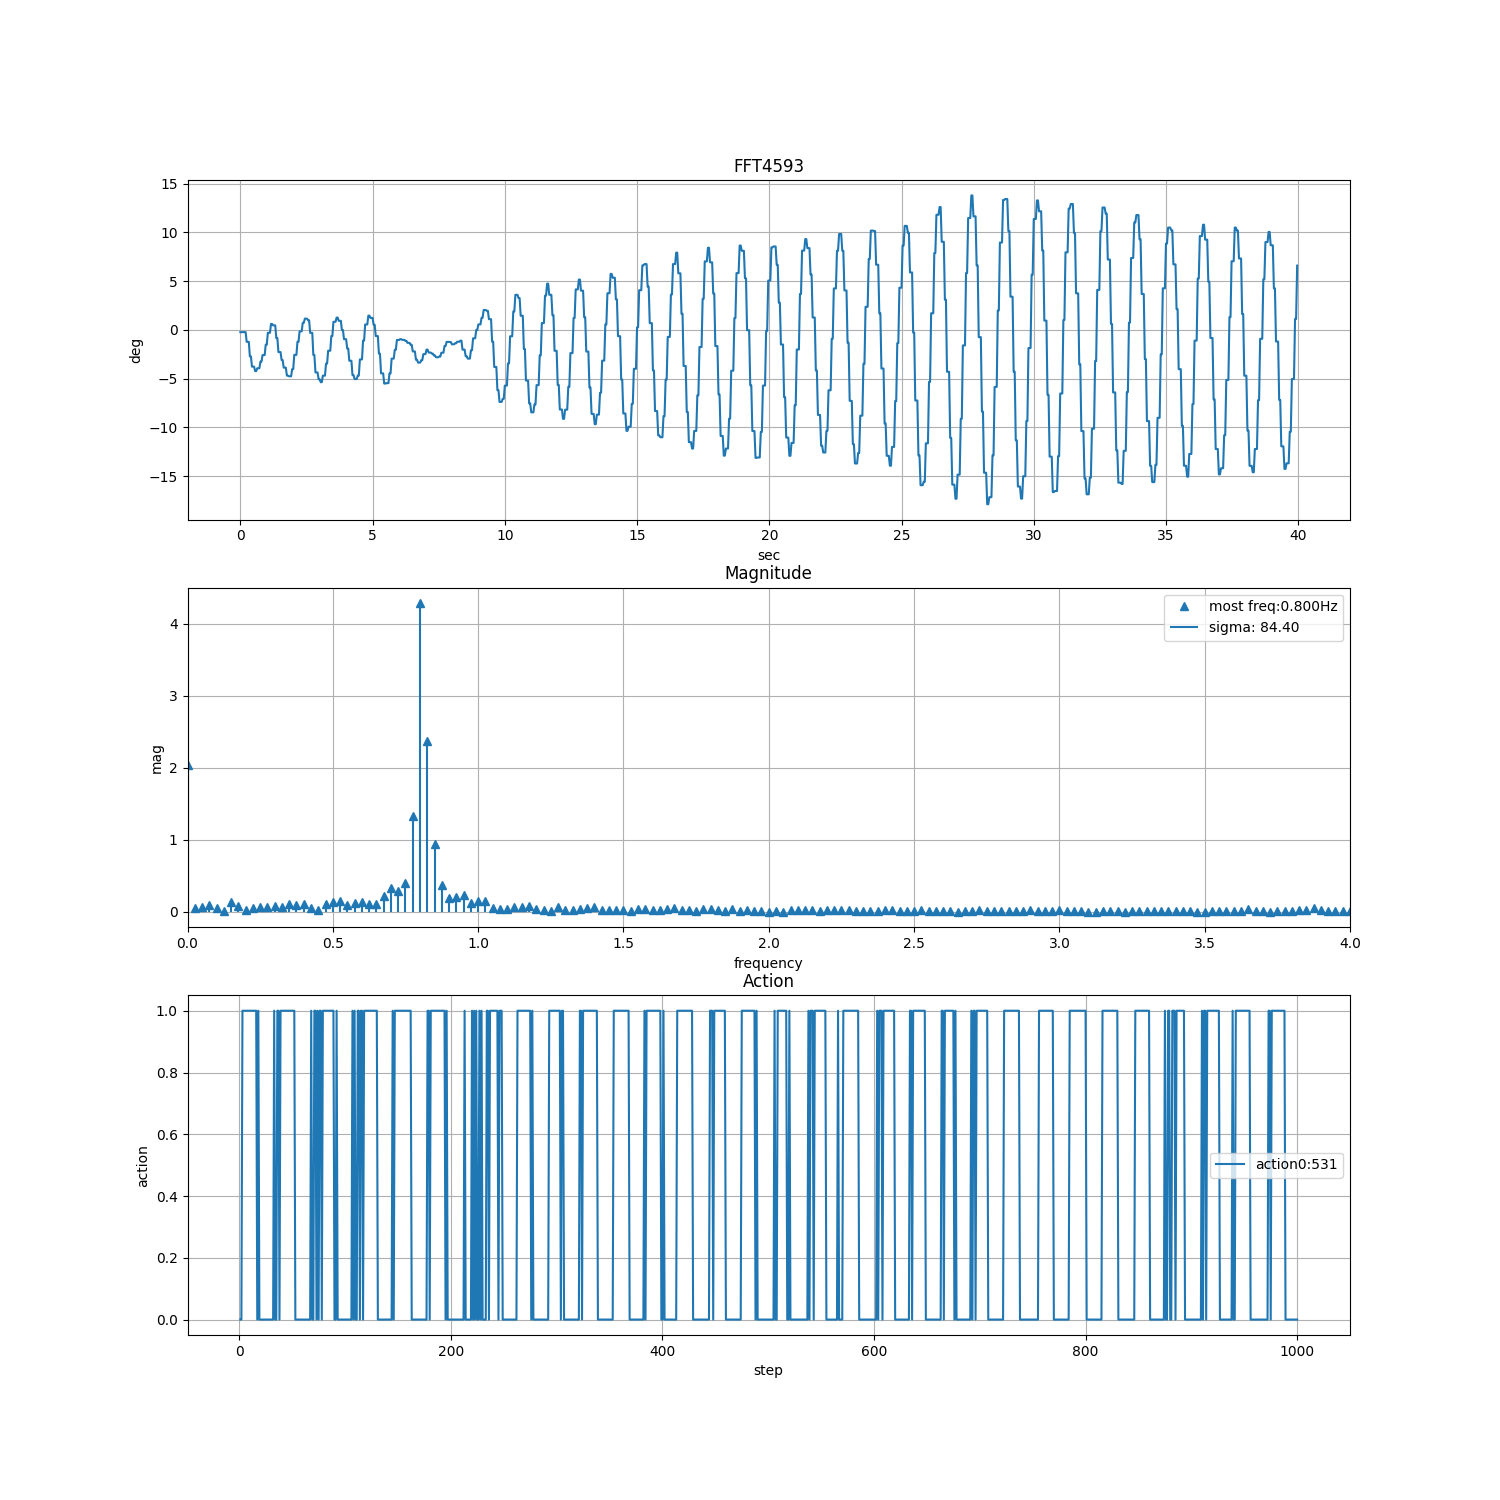 FFT4593
15
10
5
0
−5
−10
−15
deg
0 5 10 15 20 25 30 35 40
sec
Magnitude
most freq:0.800Hz
sigma: 84.40
4
3
2
1
0
mag
0.0 0.5 1.0 1.5 2.0 2.5 3.0 3.5 4.0
frequency
Action
1.0
0.8
0.6
0.4
0.2
0.0
action
action0:531
0 200 400 600 800 1000
step